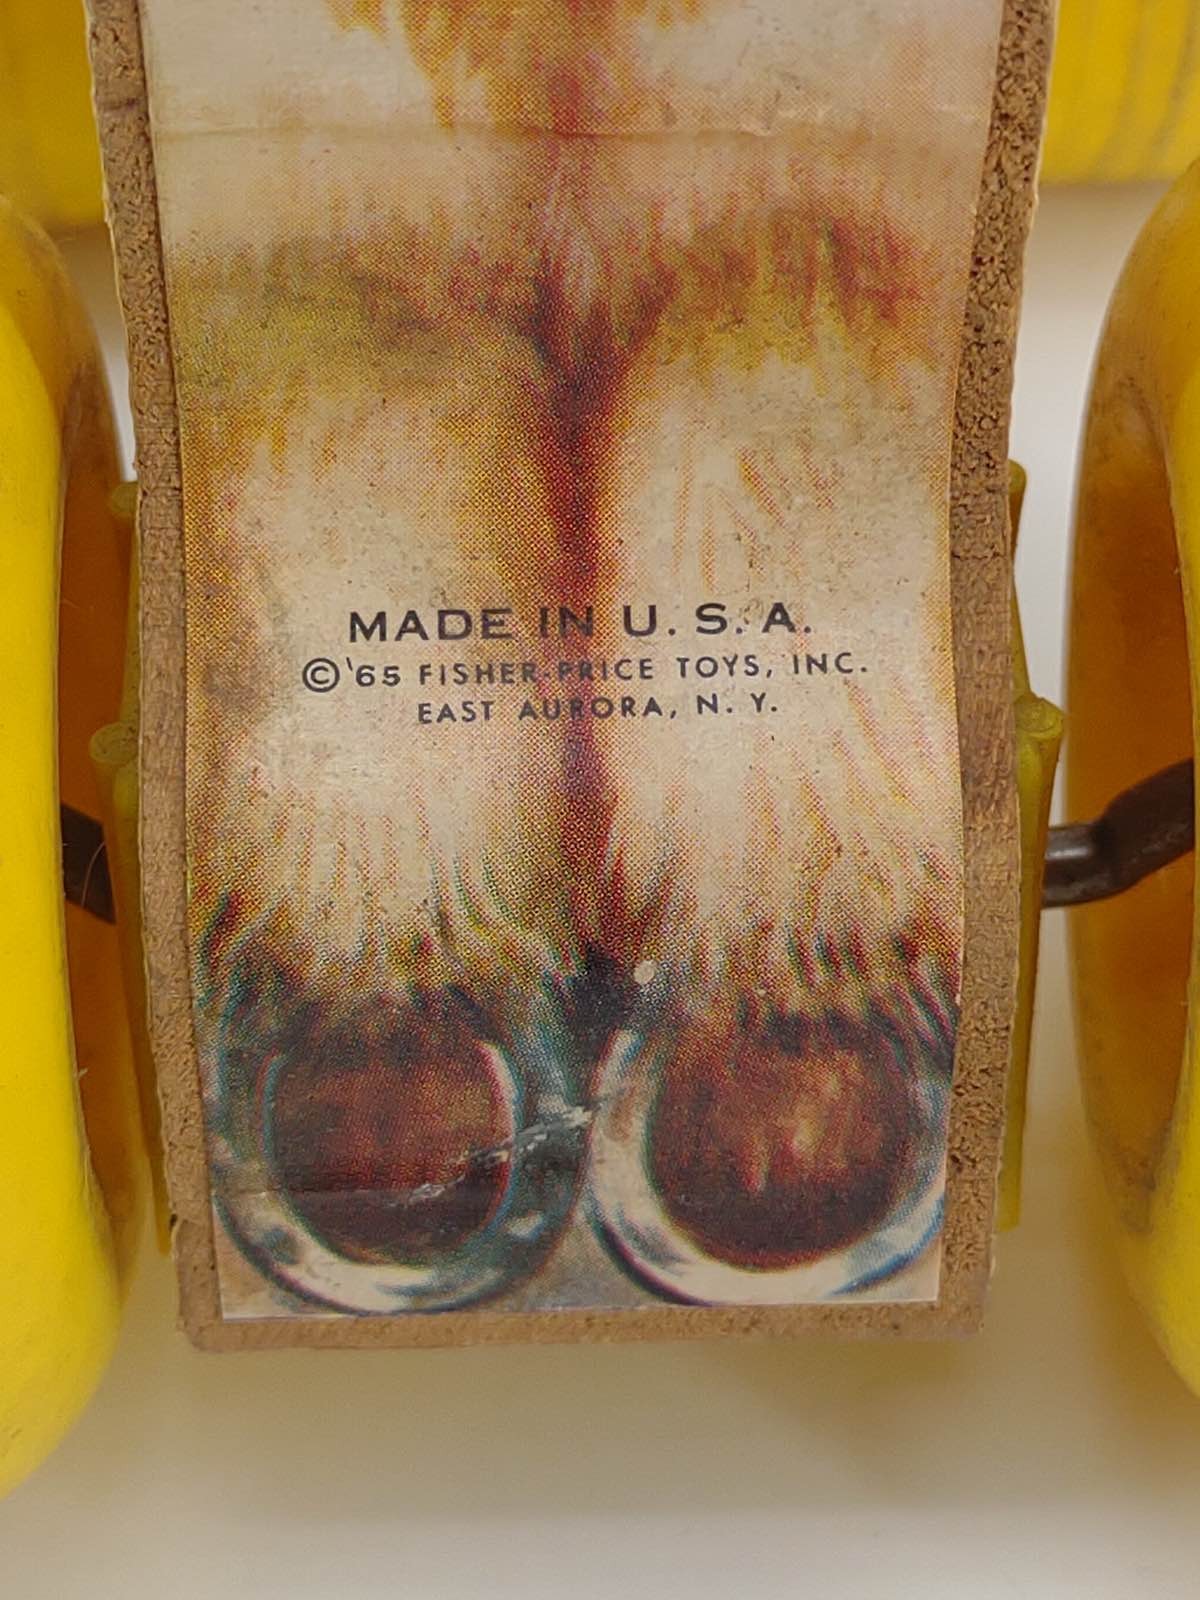 MADE IN U.S.A.
©'65 FISHER-PRICE TOYS, INC.
EAST AURORA, N.Y.